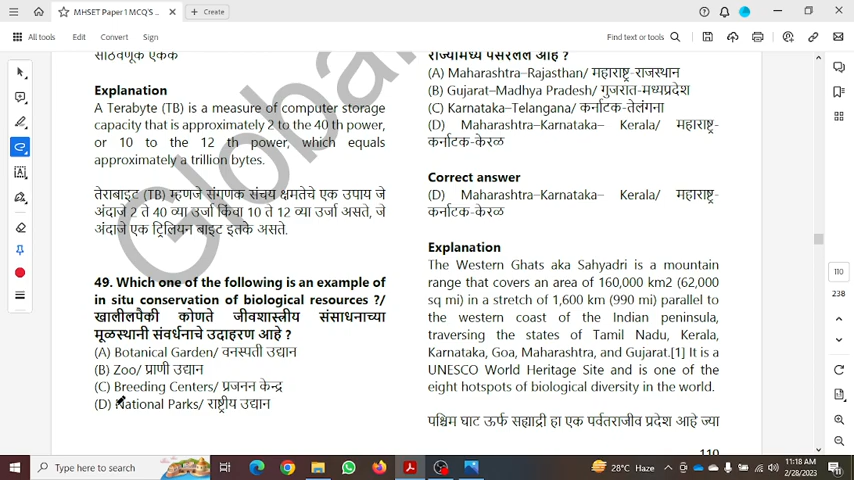 MHSET Paper 1 MCQ'S ...
Create
All tools
Edit
Convert
Sign
Find text or tools
साठवणूक एकक
Explanation
A Terabyte (TB) is a measure of computer storage
capacity that is approximately 2 to the 40 th power,
or 10 to the 12 th power, which equals
approximately a trillion bytes.
तेराबाइट (TB) म्हणजे संगणक संचय क्षमतेचे एक उपाय जे
अंदाजे 2 ते 40 व्या उर्जा किंवा 10 ते 12 व्या उर्जा असते, जे
अंदाजे एक ट्रिलियन बाइट इतके असते.
49. Which one of the following is an example of
in situ conservation of biological resources ?/
खालीलपैकी कोणते जीवशास्त्रीय संसाधनाच्या
मूळस्थानी संवर्धनाचे उदाहरण आहे ?
(A) Botanical Garden/ वनस्पती उद्यान
(B) Zoo/ प्राणी उद्यान
(C) Breeding Centers/ प्रजनन केन्द्र
(D) National Parks/ राष्ट्रीय उद्यान
राज्यामध्ये पसरलेल आहे ?
(A) Maharashtra–Rajasthan/ महाराष्ट्र-राजस्थान
(B) Gujarat–Madhya Pradesh/ गुजरात-मध्यप्रदेश
(C) Karnataka–Telangana/ कर्नाटक-तेलंगना
(D) Maharashtra–Karnataka– Kerala/ महाराष्ट्र-
कर्नाटक-केरळ
Correct answer
(D) Maharashtra–Karnataka– Kerala/ महाराष्ट्र-
कर्नाटक-केरळ
Explanation
The Western Ghats aka Sahyadri is a mountain
range that covers an area of 160,000 km2 (62,000
sq mi) in a stretch of 1,600 km (990 mi) parallel to
the western coast of the Indian peninsula,
traversing the states of Tamil Nadu, Kerala,
Karnataka, Goa, Maharashtra, and Gujarat.[1] It is a
UNESCO World Heritage Site and is one of the
eight hotspots of biological diversity in the world.
पश्चिम घाट ऊर्फ सह्याद्री हा एक पर्वतराजीव प्रदेश आहे ज्या
110
Global
110
238
Type here to search
28°C Haze
11:18 AM
2/28/2023